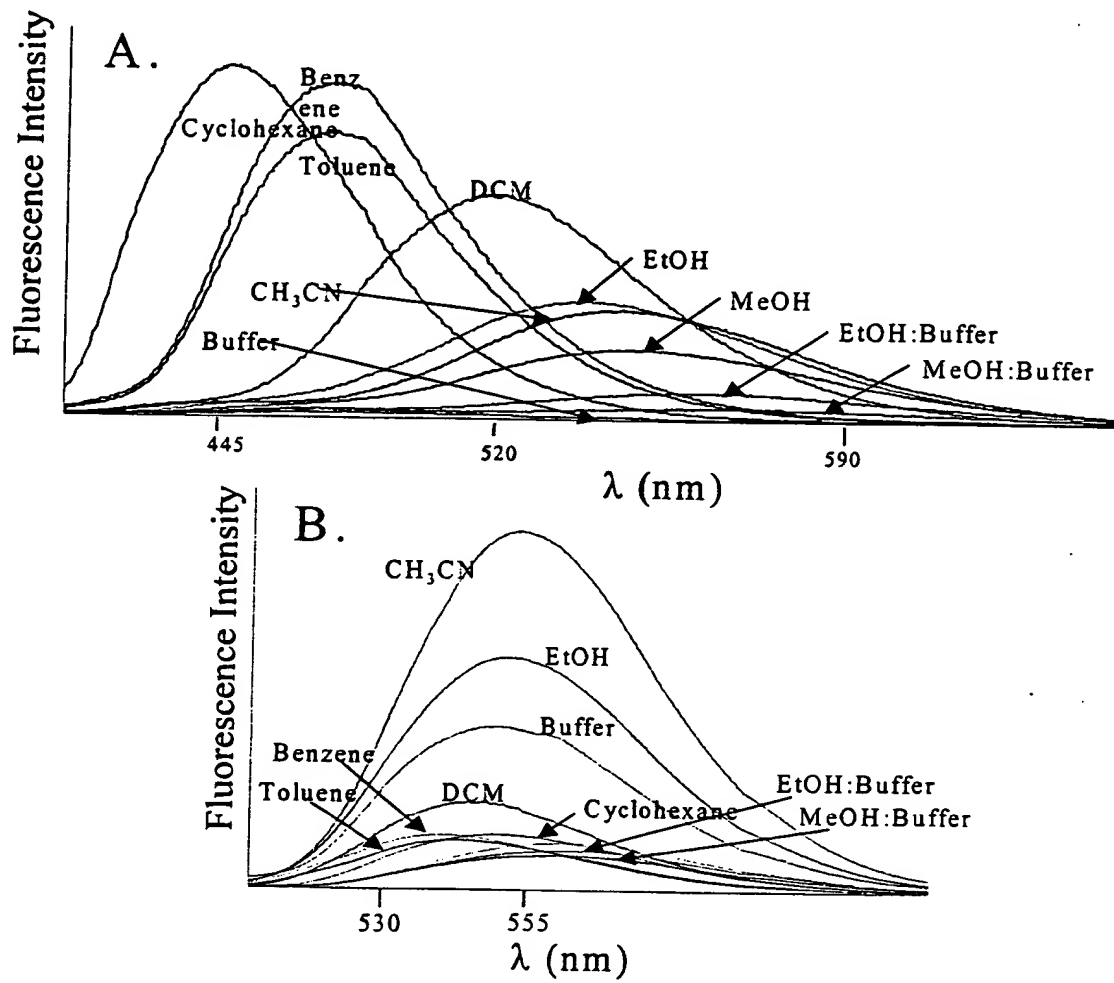 A.
Fluorescence Intensity
Benz
ene
Cyclohexane
Toluene
DCM
EtOH
CH₃CN
MeOH
Buffer
EtOH:Buffer
MeOH:Buffer
445
520
590
λ (nm)
B.
Fluorescence Intensity
CH₃CN
EtOH
Buffer
Benzene
Toluene
DCM
Cyclohexane
EtOH:Buffer
MeOH:Buffer
530
555
λ (nm)